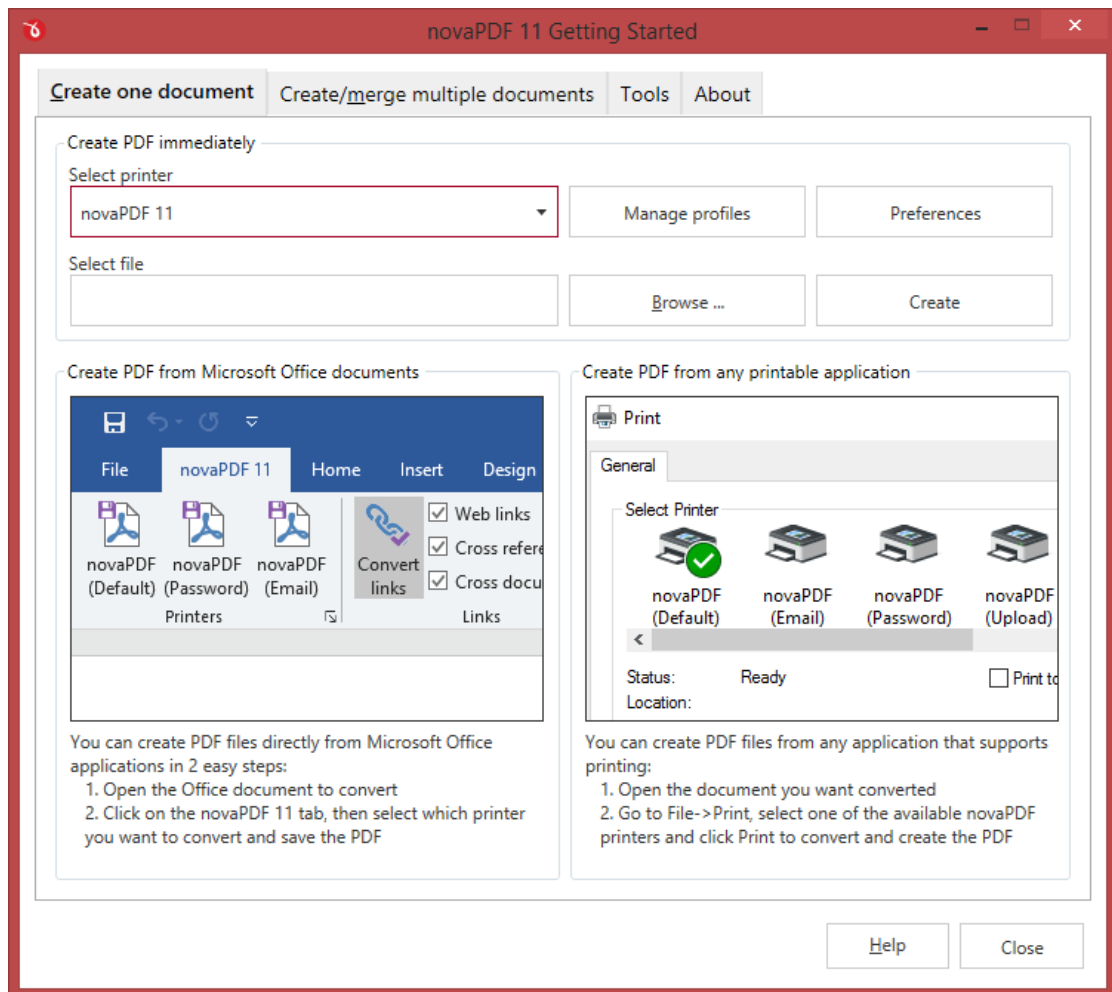 novaPDF 11 Getting Started
Create one document
Create/merge multiple documents
Tools
About
Create PDF immediately
Select printer
novaPDF 11
Manage profiles
Preferences
Select file
Browse ...
Create
Create PDF from Microsoft Office documents
File
novaPDF 11
Home
Insert
Design
novaPDF
(Default)
novaPDF
(Password)
novaPDF
(Email)
Printers
Convert
links
Web links
Cross refere
Cross docu
Links
You can create PDF files directly from Microsoft Office
applications in 2 easy steps:
1. Open the Office document to convert
2. Click on the novaPDF 11 tab, then select which printer
you want to convert and save the PDF
Create PDF from any printable application
Print
General
Select Printer
novaPDF
(Default)
novaPDF
(Email)
novaPDF
(Password)
novaPDF
(Upload)
Status:
Ready
Print to
Location:
You can create PDF files from any application that supports
printing:
1. Open the document you want converted
2. Go to File->Print, select one of the available novaPDF
printers and click Print to convert and create the PDF
Help
Close